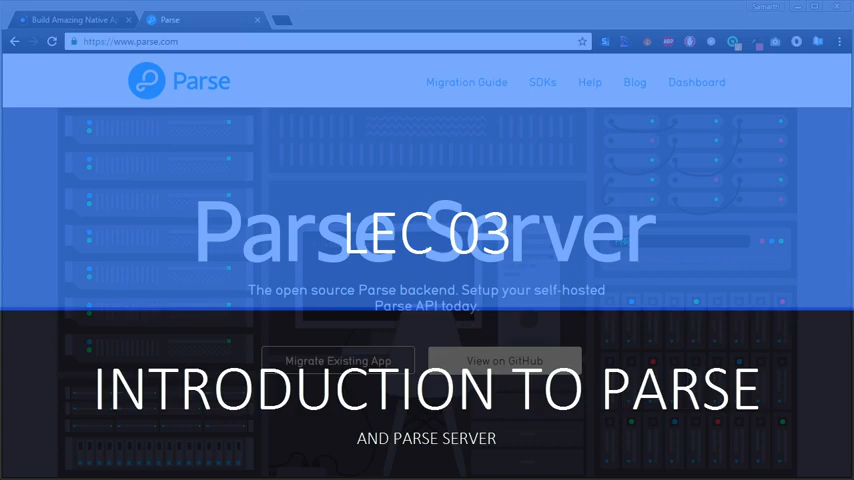 Samarth
Build Amazing Native Ap
Parse
https://www.parse.com
Parse
Migration Guide SDKs Help Blog Dashboard
Parse Server
LEC 03
The open source Parse backend. Setup your self-hosted
Parse API today.
Migrate Existing App View on GitHub
INTRODUCTION TO PARSE
AND PARSE SERVER